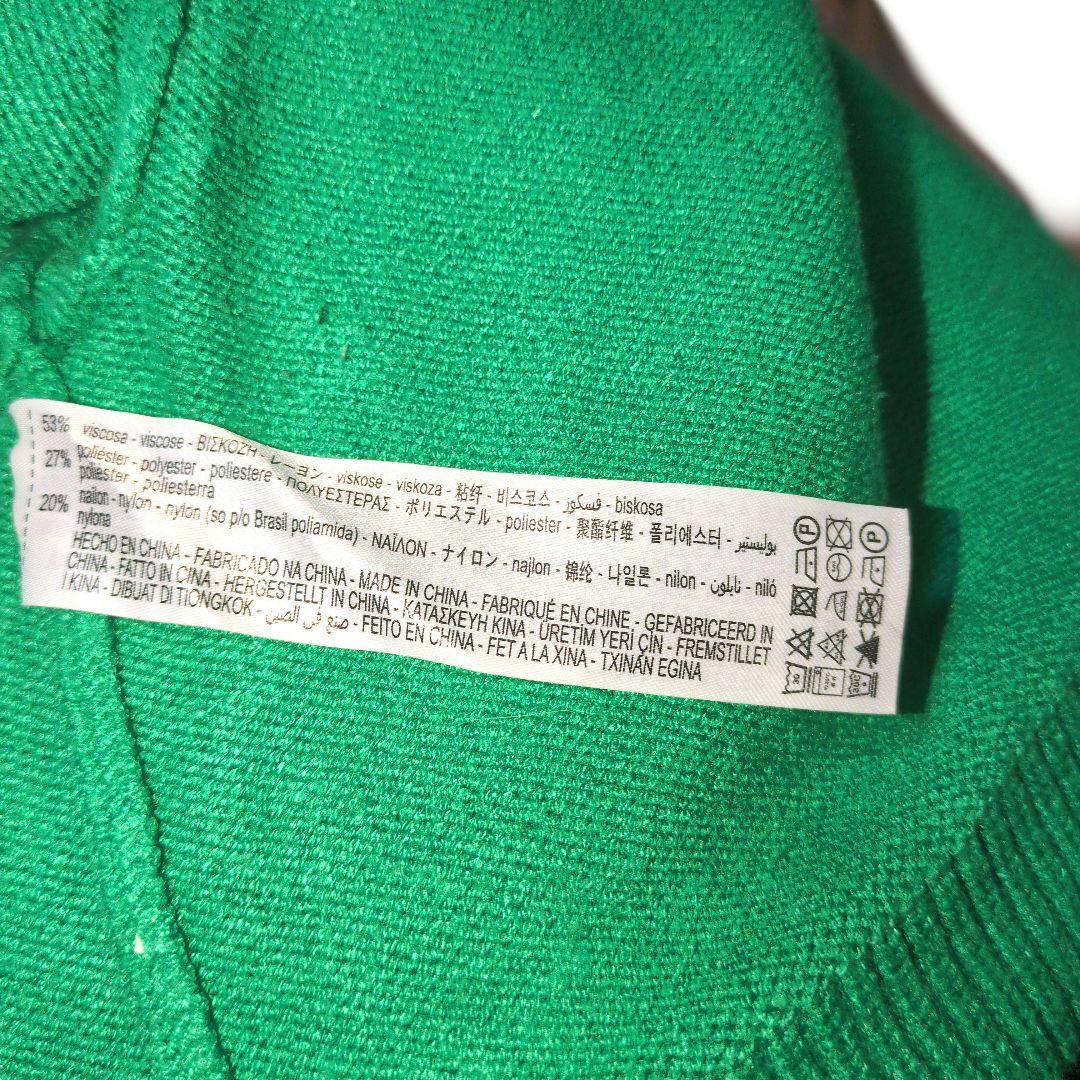 53% viscosa - viscose - ΒΙΣΚΟΖΗ - レーヨン - viskose - viskoza - 粘纤 - 비스코스 - فسكوز - biskosa
27% poliéster - polyester - poliestere - ΠΟΛΥΕΣΤΕΡΑΣ - ポリエステル - poliester - 聚酯纤维 - 폴리에스터 - بوليستير
poliester - poliesterra
20% nailon - nylon - nylon (so p/o Brasil poliamida) - ΝΑΪΛΟΝ - ナイロン - najlon - 锦纶 - 나일론 - nilon - نايلون - niló
nylona
HECHO EN CHINA - FABRICADO NA CHINA - MADE IN CHINA - FABRIQUÉ EN CHINE - GEFABRICEERD IN
CHINA - FATTO IN CINA - HERGESTELLT IN CHINA - ΚΑΤΑΣΚΕΥΗ ΚΙΝΑ - ÜRETİM YERİ ÇİN - FREMSTILLET
I KINA - DIBUAT DI TIONGKOK - صنع في الصين - FEITO EN CHINA - FET A LA XINA - TXINAN EGINA
P P